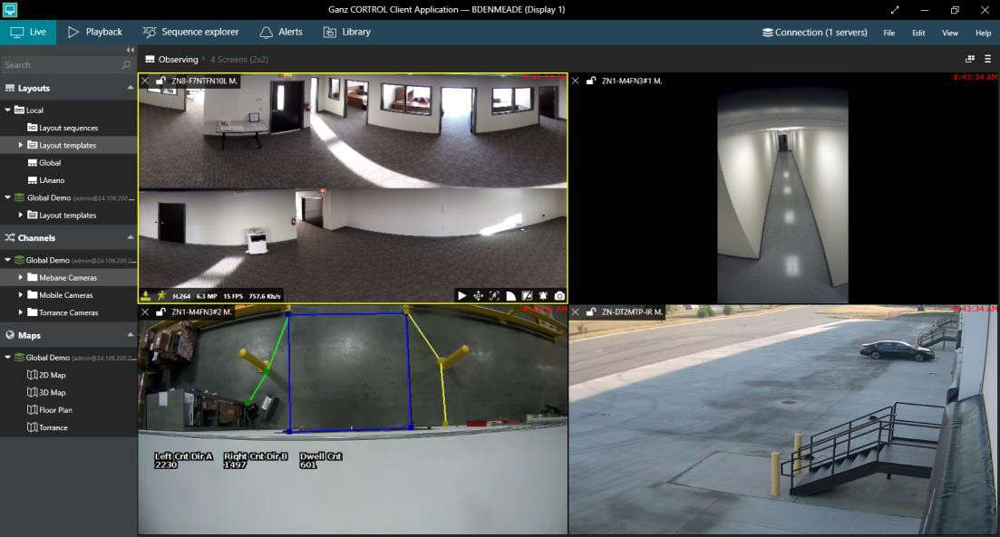 Ganz CORTROL Client Application — BDENMEADE (Display 1)
Live
Playback
Sequence explorer
Alerts
Library
Connection (1 servers)
File
Edit
View
Help
Search
Observing * 4 Screens (2x2)
Layouts
Local
Layout sequences
Layout templates
Global
LAnano
Global Demo (admin@24.106.200...
Layout templates
Channels
Global Demo (admin@24.106.200.2...
Mebane Cameras
Mobile Cameras
Torrance Cameras
Maps
Global Demo (admin@24.106.200.2...
2D Map
3D Map
Floor Plan
Torrance
ZN8-F7NTFN10L M.
H.264 6.3 MP 15 FPS 757.6 Kb/s
ZN1-M4FN3#1 M.
8:43:34 AM
ZN1-M4FN3#2 M.
Left Cnt Dir A
2230
Right Cnt Dir B
1497
Dwell Cnt
601
ZN-DT2MTP-IR M.
8:43:34 AM